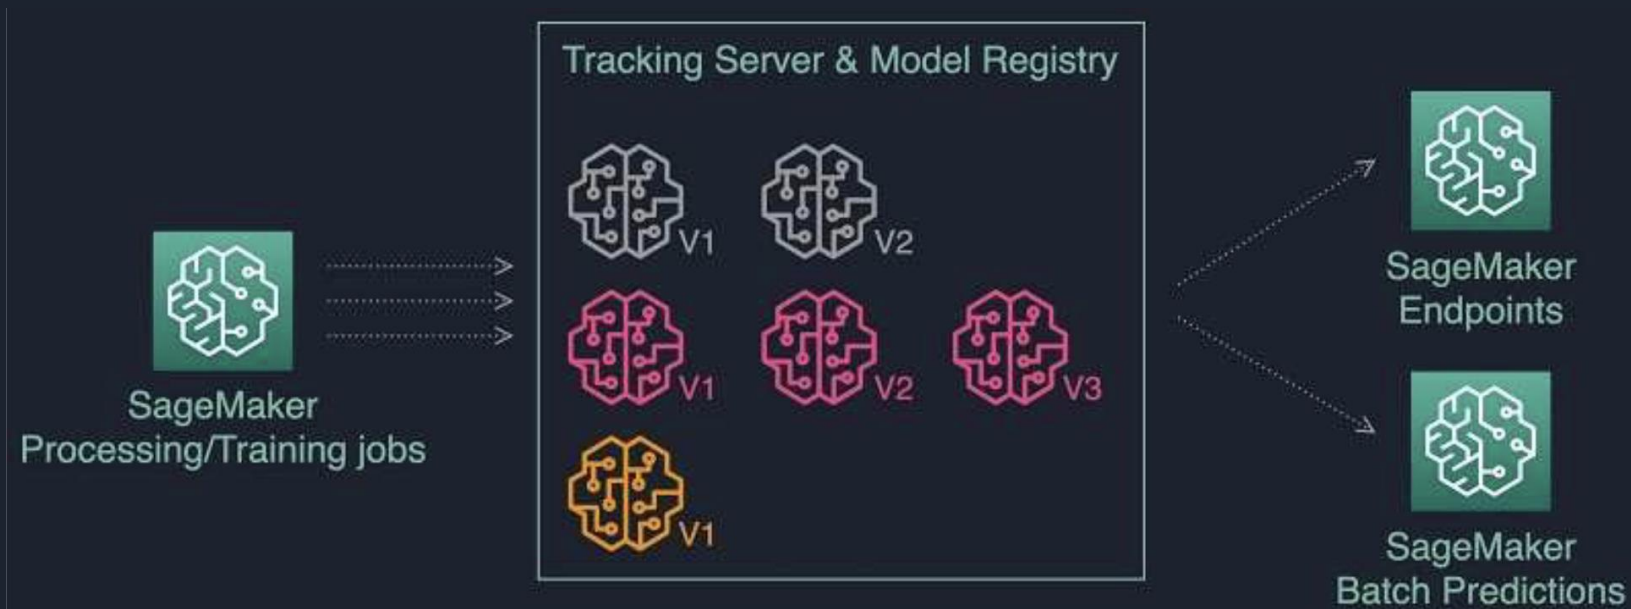 Tracking Server & Model Registry
V1
V2
V1
V2
V3
V1
SageMaker
Processing/Training jobs
SageMaker
Endpoints
SageMaker
Batch Predictions